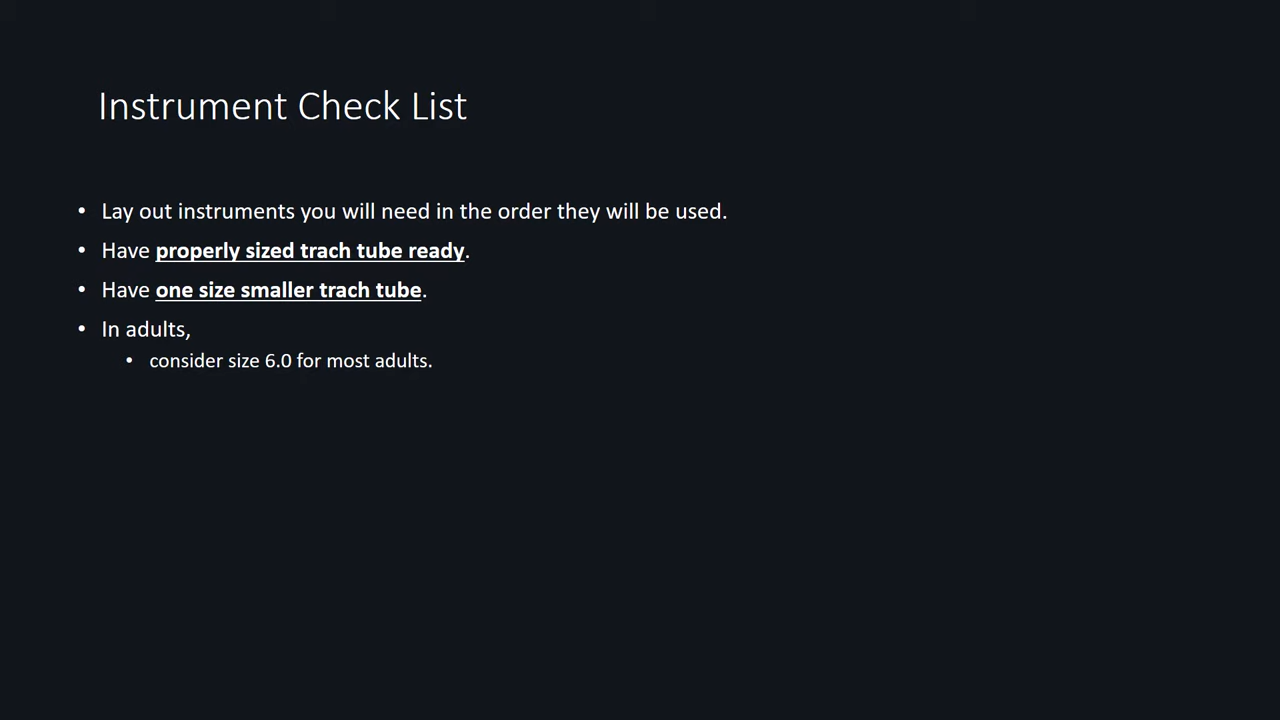 Instrument Check List
• Lay out instruments you will need in the order they will be used.
• Have properly sized trach tube ready.
• Have one size smaller trach tube.
• In adults,
• consider size 6.0 for most adults.